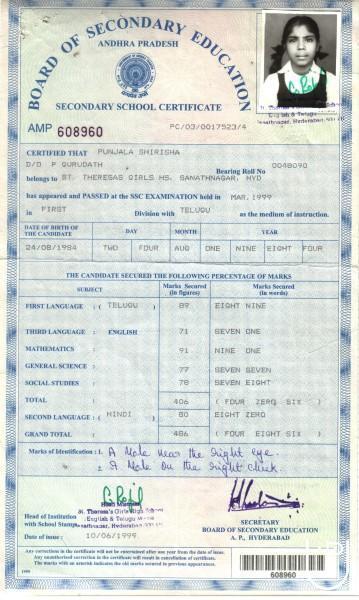 BOARD OF SECONDARY EDUCATION
ANDHRA PRADESH
SECONDARY SCHOOL CERTIFICATE
AMP 608960
PC/03/0017523/4
English & Telugu
CERTIFIED THAT PUNJALA SHIRISHA
D/O P GURUDATH Bearing Roll No 0048090
belongs to ST. THERESAS GIRLS HS, SANATHNAGAR, HYD
has appeared and PASSED at the SSC EXAMINATION held in MAR.1999
in FIRST Division with TELUGU as the medium of instruction.
DATE OF BIRTH OF THE CANDIDATE DAY MONTH YEAR
24/08/1984 TWO FOUR AUG ONE NINE EIGHT FOUR
THE CANDIDATE SECURED THE FOLLOWING PERCENTAGE OF MARKS
SUBJECT Marks Secured (in figures) Marks Secured (in words)
FIRST LANGUAGE : ( TELUGU ) 89 EIGHT NINE
THIRD LANGUAGE : ENGLISH 71 SEVEN ONE
MATHEMATICS : 91 NINE ONE
GENERAL SCIENCE : 77 SEVEN SEVEN
SOCIAL STUDIES : 78 SEVEN EIGHT
TOTAL 406 ( FOUR ZERO SIX )
SECOND LANGUAGE : ( HINDI ) 80 EIGHT ZERO
GRAND TOTAL 486 ( FOUR EIGHT SIX )
Marks of Identification : 1. A Mole near the right eye.
2. A Mole on the right cheek.
Head Mistress
St. Theresa's Girls High School
English & Telugu
Head of Institution
with School Stamp
Date of issue : 10/06/1999.
SECRETARY
BOARD OF SECONDARY EDUCATION
A. P., HYDERABAD
Any corrections in the certificate will not be entertained after one year from the date of issue.
Any unauthorised correction in this certificate will result in cancellation of certificate.
The marks with an asterisk indicates the old marks secured in previous appearances.
608960